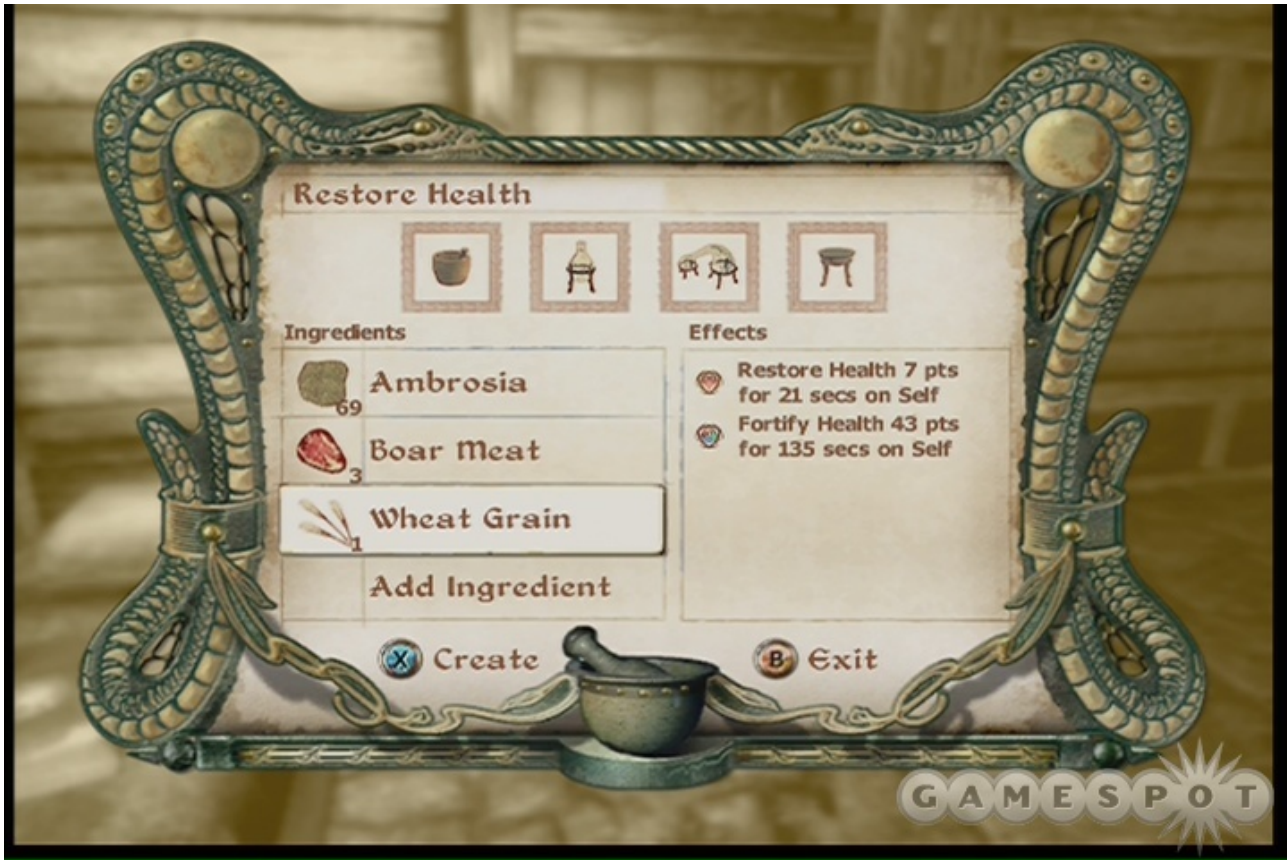 Restore Health
Ingredients
Effects
Ambrosia
69
Boar Meat
3
Wheat Grain
1
Add Ingredient
Restore Health 7 pts
for 21 secs on Self
Fortify Health 43 pts
for 135 secs on Self
X Create
B Exit
GAMESPOT